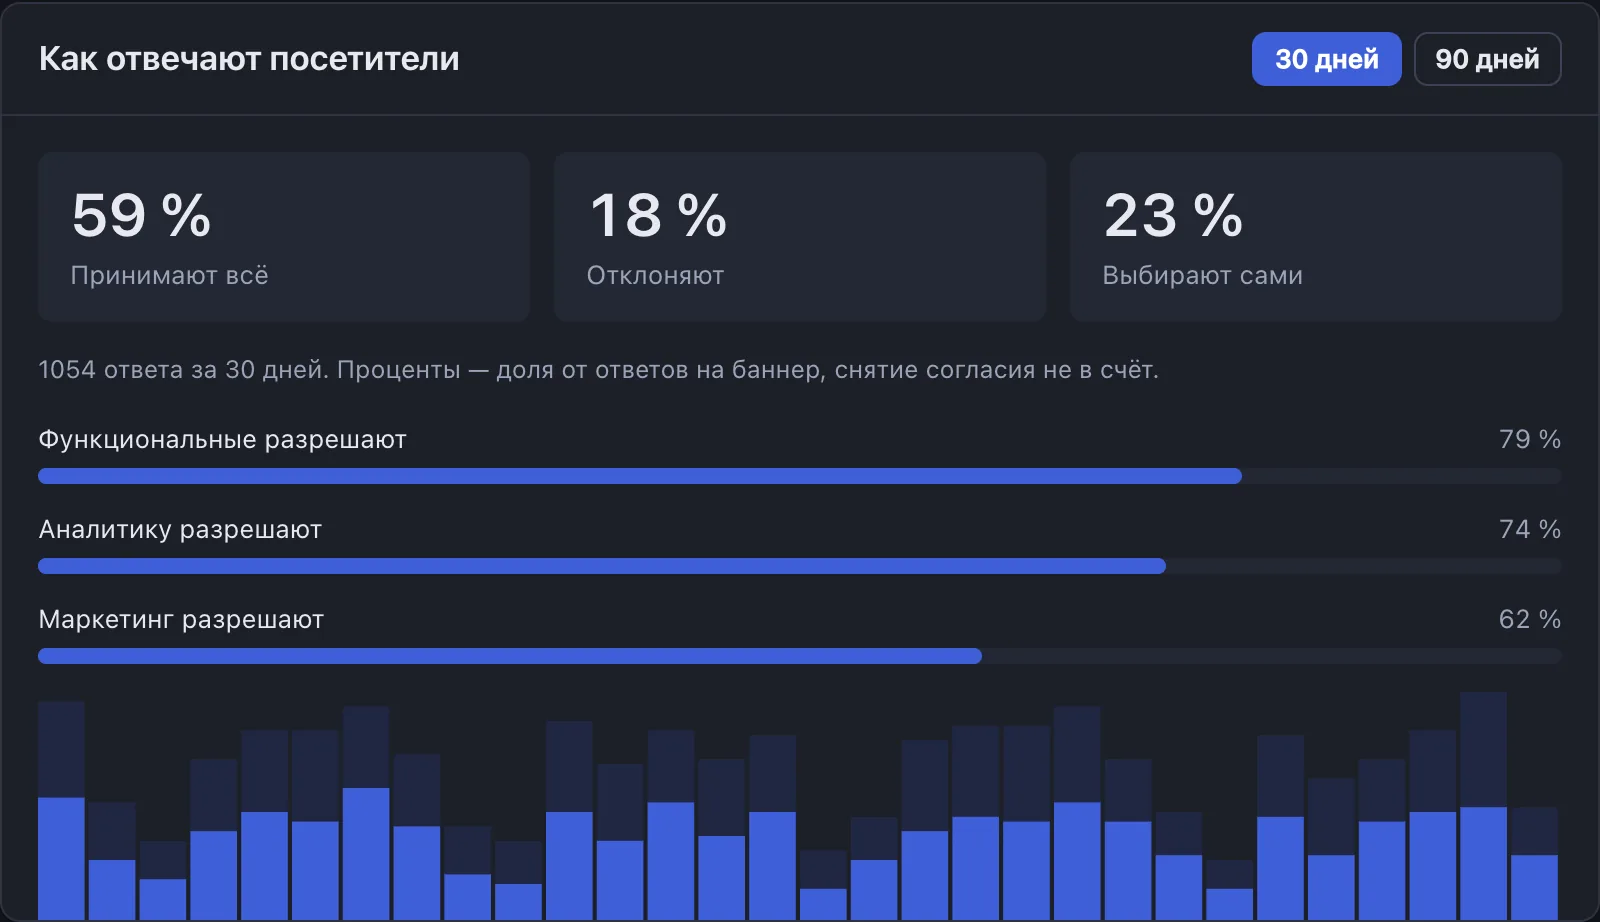 Как отвечают посетители
30 дней
90 дней
59 %
Принимают всё
18 %
Отклоняют
23 %
Выбирают сами
1054 ответа за 30 дней. Проценты — доля от ответов на баннер, снятие согласия не в счёт.
Функциональные разрешают
79 %
Аналитику разрешают
74 %
Маркетинг разрешают
62 %